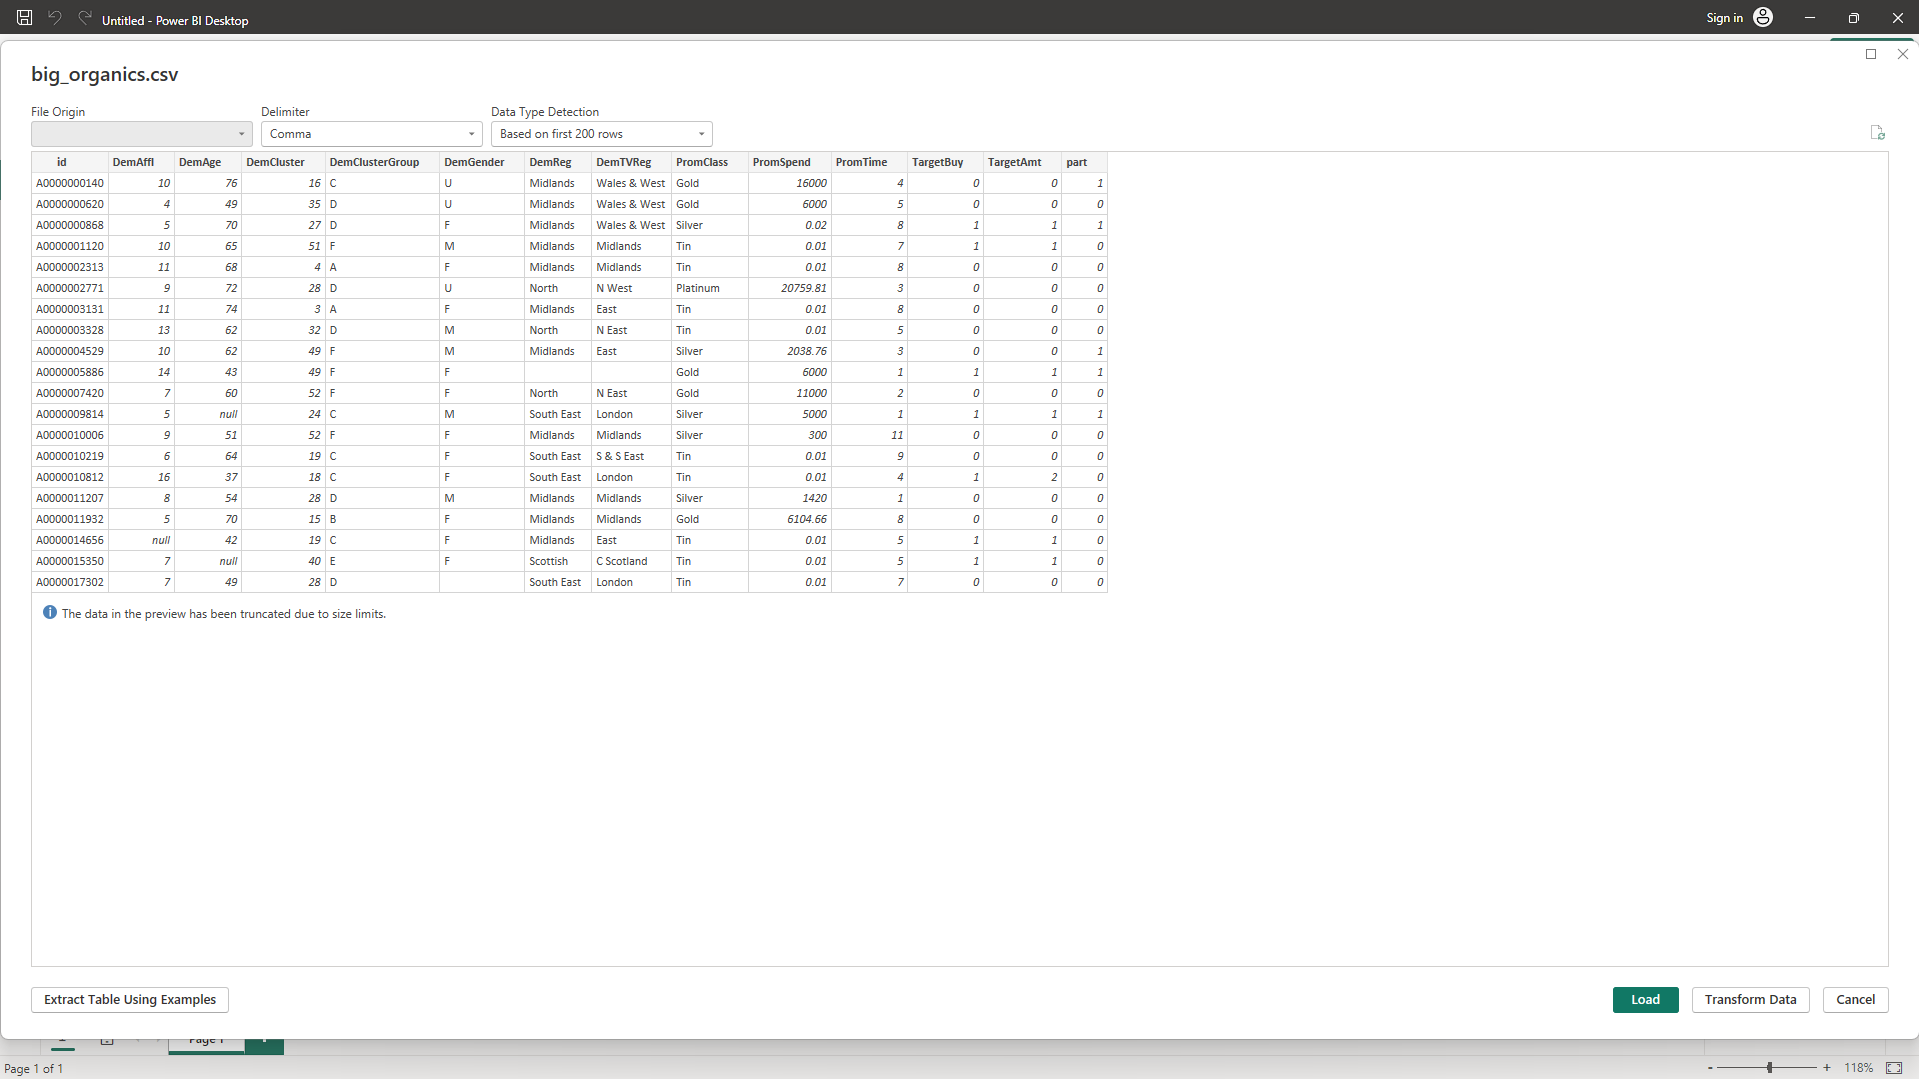 Untitled - Power BI Desktop
Sign in
big_organics.csv
File Origin Delimiter Data Type Detection
Comma Based on first 200 rows
id DemAffl DemAge DemCluster DemClusterGroup DemGender DemReg DemTVReg PromClass PromSpend PromTime TargetBuy TargetAmt part
A0000000140 10 76 16 C U Midlands Wales & West Gold 16000 4 0 0 1
A0000000620 4 49 35 D U Midlands Wales & West Gold 6000 5 0 0 0
A0000000868 5 70 27 D F Midlands Wales & West Silver 0.02 8 1 1 1
A0000001120 10 65 51 F M Midlands Midlands Tin 0.01 7 1 1 0
A0000002313 11 68 4 A F Midlands Midlands Tin 0.01 8 0 0 0
A0000002771 9 72 28 D U North N West Platinum 20759.81 3 0 0 0
A0000003131 11 74 3 A F Midlands East Tin 0.01 8 0 0 0
A0000003328 13 62 32 D M North N East Tin 0.01 5 0 0 0
A0000004529 10 62 49 F M Midlands East Silver 2038.76 3 0 0 1
A0000005886 14 43 49 F F Gold 6000 1 1 1 1
A0000007420 7 60 52 F F North N East Gold 11000 2 0 0 0
A0000009814 5 null 24 C M South East London Silver 5000 1 1 1 1
A0000010006 9 51 52 F F Midlands Midlands Silver 300 11 0 0 0
A0000010219 6 64 19 C F South East S & S East Tin 0.01 9 0 0 0
A0000010812 16 37 18 C F South East London Tin 0.01 4 1 2 0
A0000011207 8 54 28 D M Midlands Midlands Silver 1420 1 0 0 0
A0000011932 5 70 15 B F Midlands Midlands Gold 6104.66 8 0 0 0
A0000014656 null 42 19 C F Midlands East Tin 0.01 5 1 1 0
A0000015350 7 null 40 E F Scottish C Scotland Tin 0.01 5 1 1 0
A0000017302 7 49 28 D South East London Tin 0.01 7 0 0 0
The data in the preview has been truncated due to size limits.
Extract Table Using Examples Load Transform Data Cancel
Page 1
Page 1 of 1 - + 118%